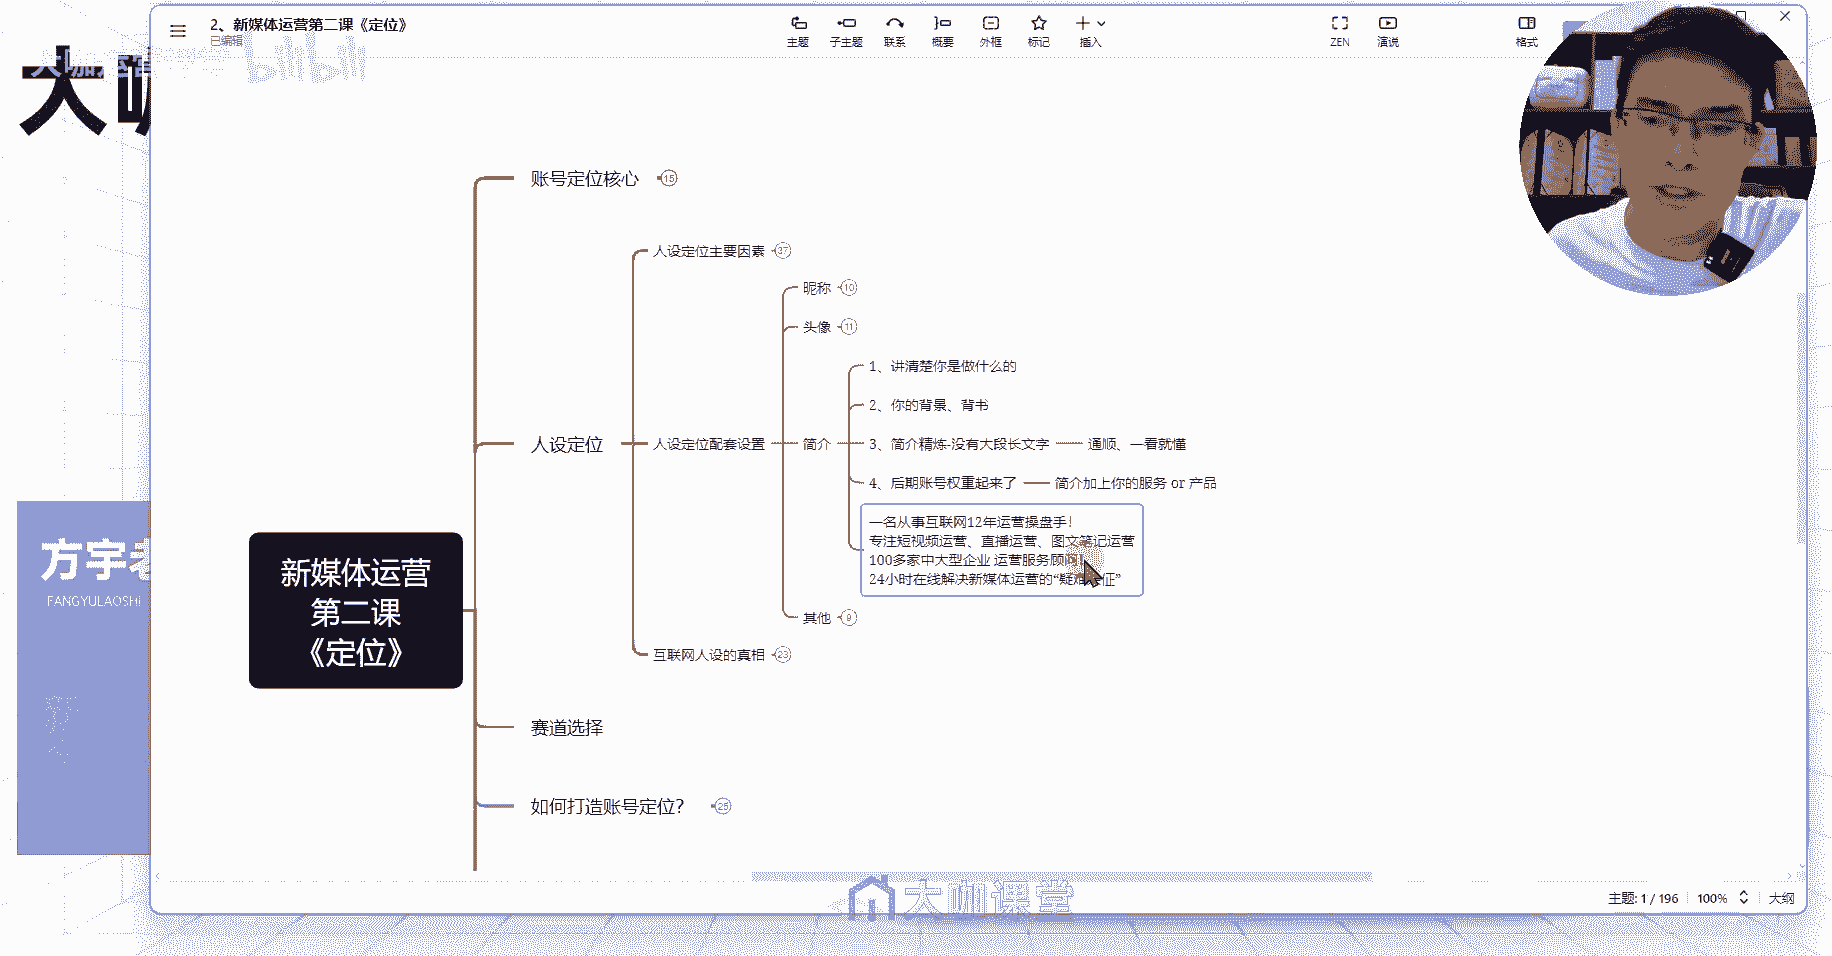 2、新媒体运营第二课《定位》
已编辑
主题
子主题
联系
概要
外框
标记
插入
ZEN
演说
格式
bilibili
大咖
账号定位核心
15
人设定位主要因素
37
昵称
10
头像
11
1、讲清楚你是做什么的
2、你的背景、背书
人设定位
人设定位配套设置
简介
3、简介精炼-没有大段长文字
通顺、一看就懂
4、后期账号权重起来了
简介加上你的服务 or 产品
一名从事互联网12年运营操盘手！
专注短视频运营、直播运营、图文笔记运营
100多家中大型企业 运营服务顾问！
24小时在线解决新媒体运营的“疑难 征”
其他
9
互联网人设的真相
23
新媒体运营
第二课
《定位》
方宇老
FANGYULAOSHI
赛道选择
如何打造账号定位？
25
大咖课堂
主题: 1 / 196
100%
大纲